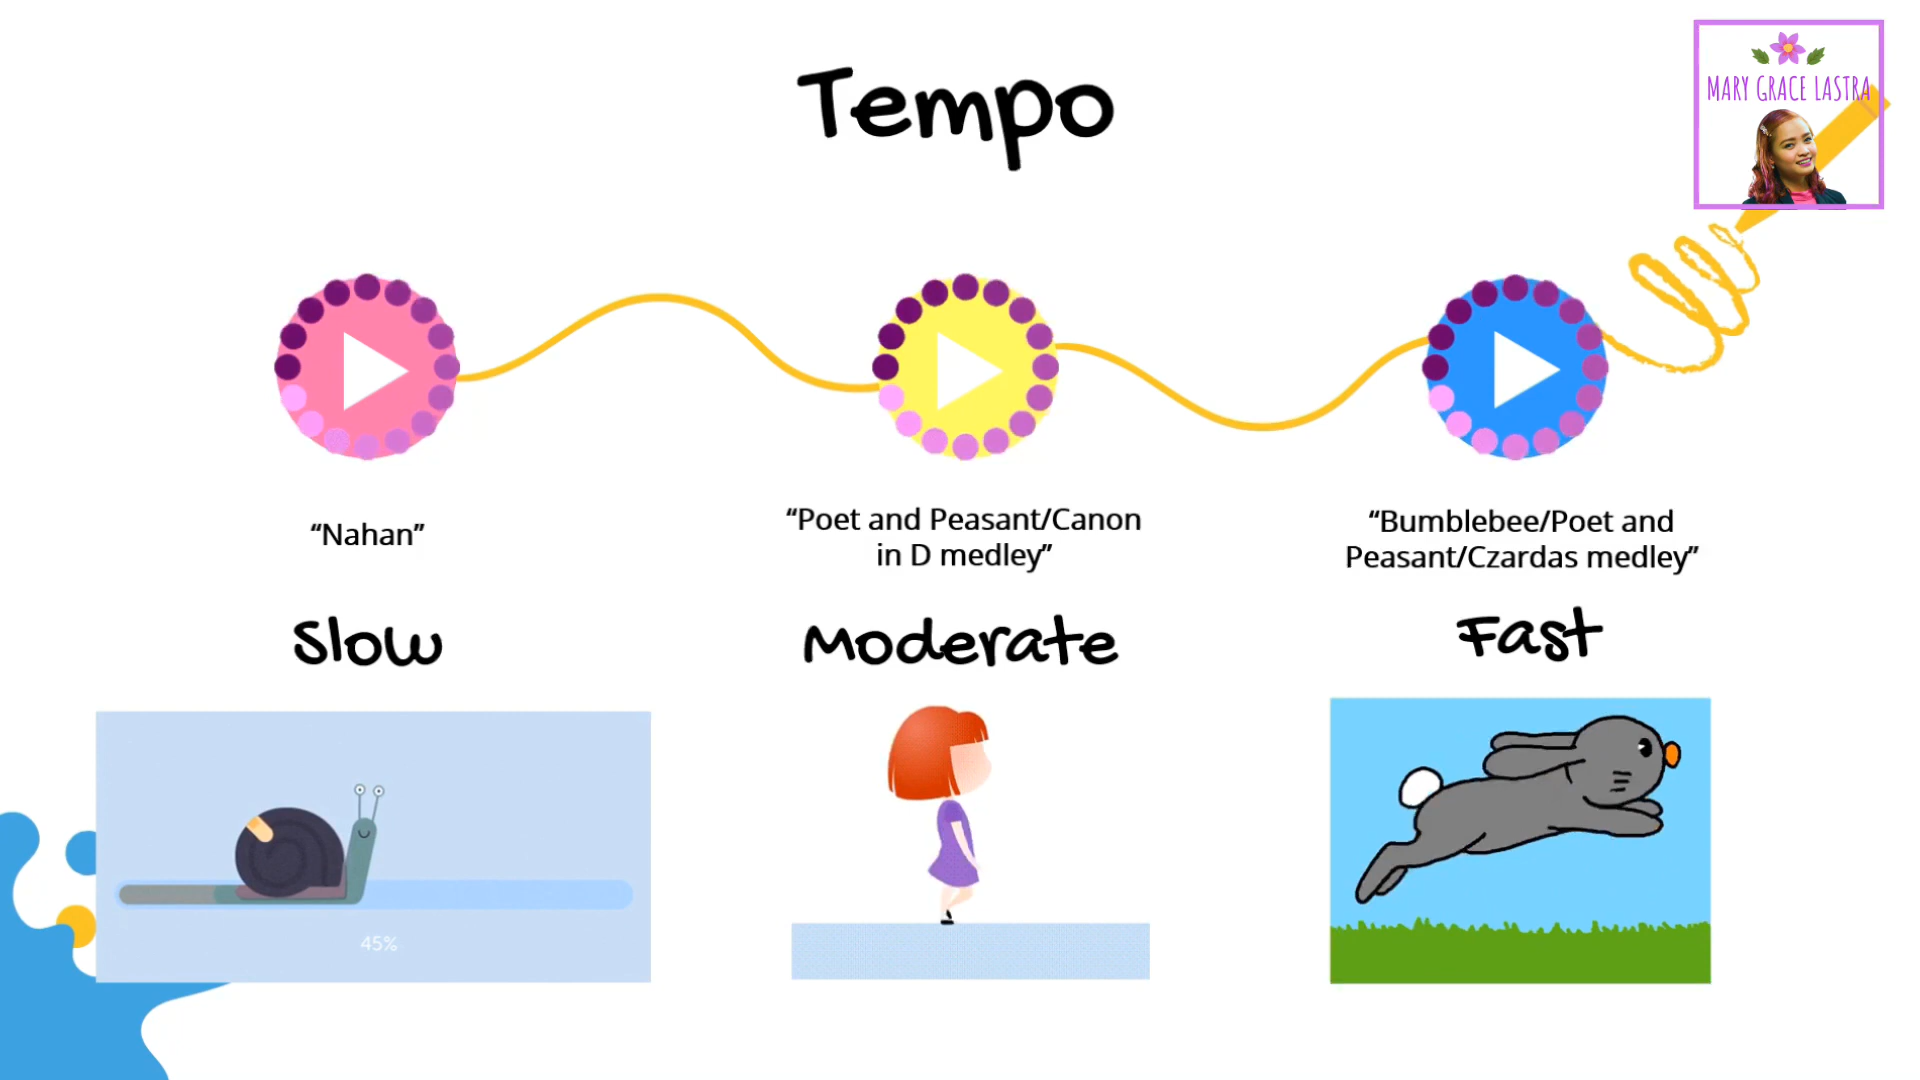 Tempo
MARY GRACE LASTRA
“Nahan”
“Poet and Peasant/Canon
in D medley”
“Bumblebee/Poet and
Peasant/Czardas medley”
Slow
Moderate
Fast
45%